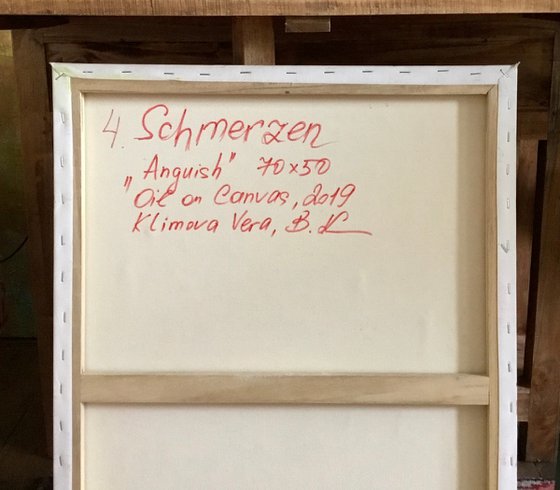 4. Schmerzen
„Anguish" 70x50
Oil on Canvas, 2019
Klimova Vera, B. K